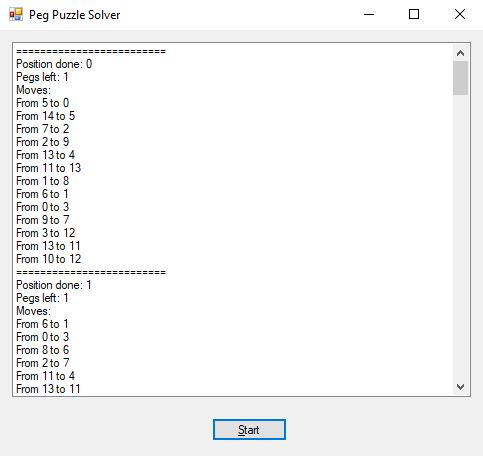 Peg Puzzle Solver
=========================
Position done: 0
Pegs left: 1
Moves:
From 5 to 0
From 14 to 5
From 7 to 2
From 2 to 9
From 13 to 4
From 11 to 13
From 1 to 8
From 6 to 1
From 0 to 3
From 9 to 7
From 3 to 12
From 13 to 11
From 10 to 12
=========================
Position done: 1
Pegs left: 1
Moves:
From 6 to 1
From 0 to 3
From 8 to 6
From 2 to 7
From 11 to 4
From 13 to 11
Start